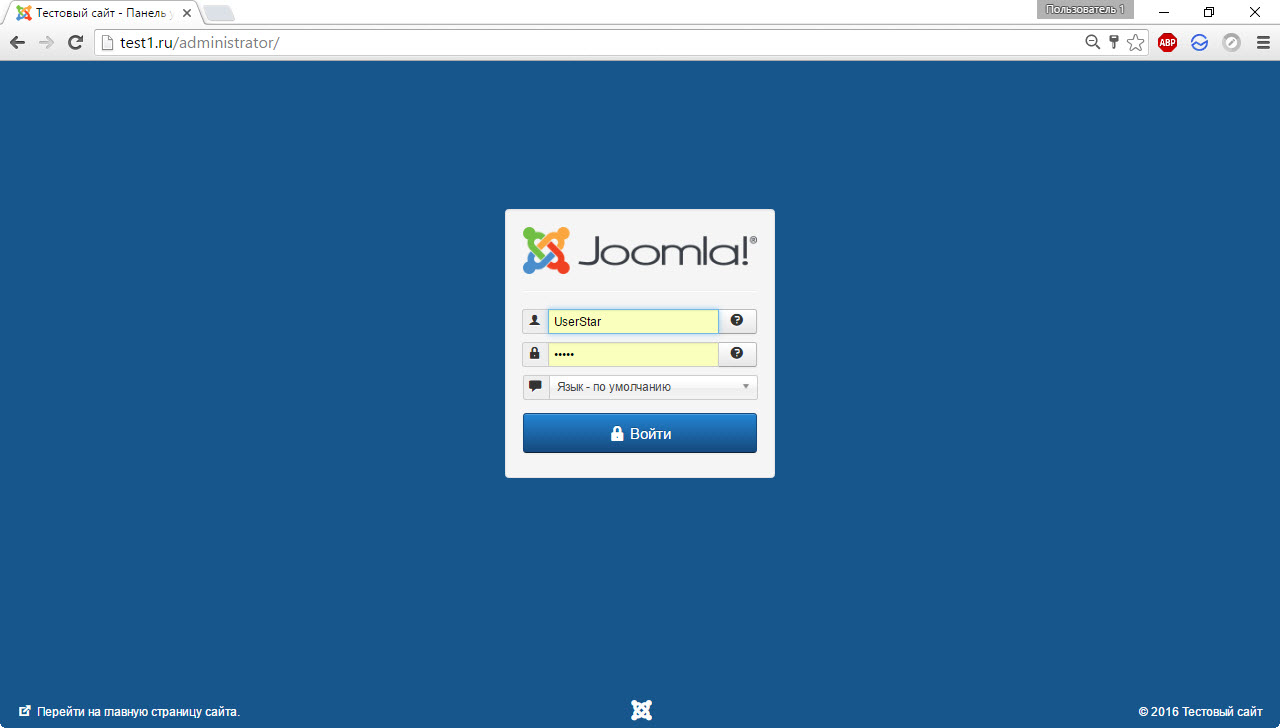 Тестовый сайт - Панель у
Пользователь 1
test1.ru/administrator/
ABP
Joomla!®
UserStar
•••••
Язык - по умолчанию
Войти
Перейти на главную страницу сайта.
© 2016 Тестовый сайт